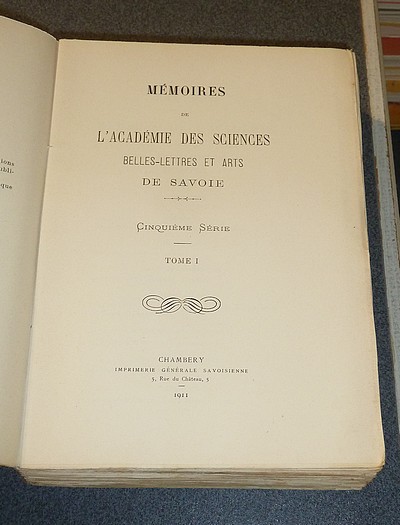 MÉMOIRES
DE
L'ACADÉMIE DES SCIENCES
BELLES-LETTRES ET ARTS
DE SAVOIE
CINQUIÈME SÉRIE
TOME I
CHAMBÉRY
IMPRIMERIE GÉNÉRALE SAVOISIENNE
5, Rue du Château, 5
1911